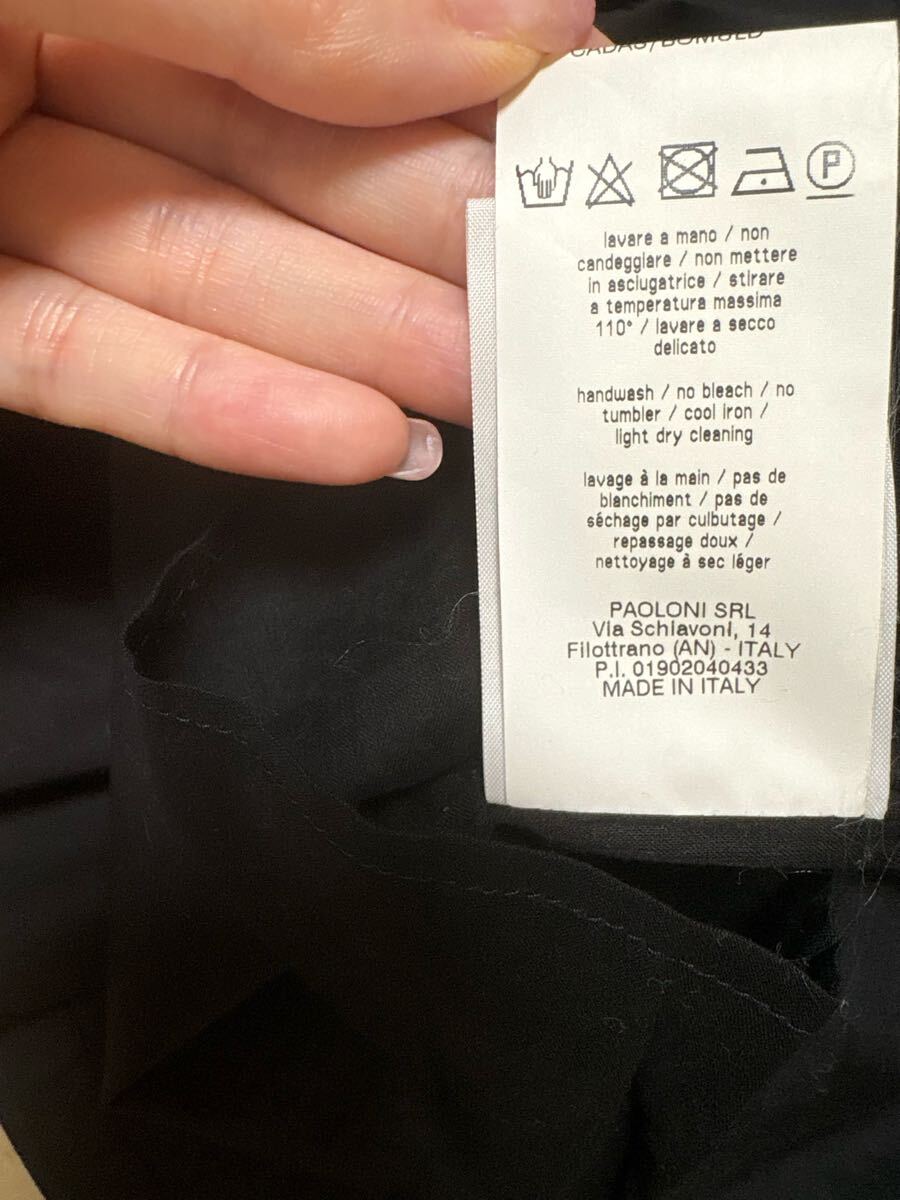 P
lavare a mano / non
candeggiare / non mettere
in asciugatrice / stirare
a temperatura massima
110° / lavare a secco
delicato
handwash / no bleach / no
tumbler / cool iron /
light dry cleaning
lavage à la main / pas de
blanchiment / pas de
séchage par culbutage /
repassage doux /
nettoyage à sec léger
PAOLONI SRL
Via Schiavoni, 14
Filottrano (AN) - ITALY
P.I. 01902040433
MADE IN ITALY